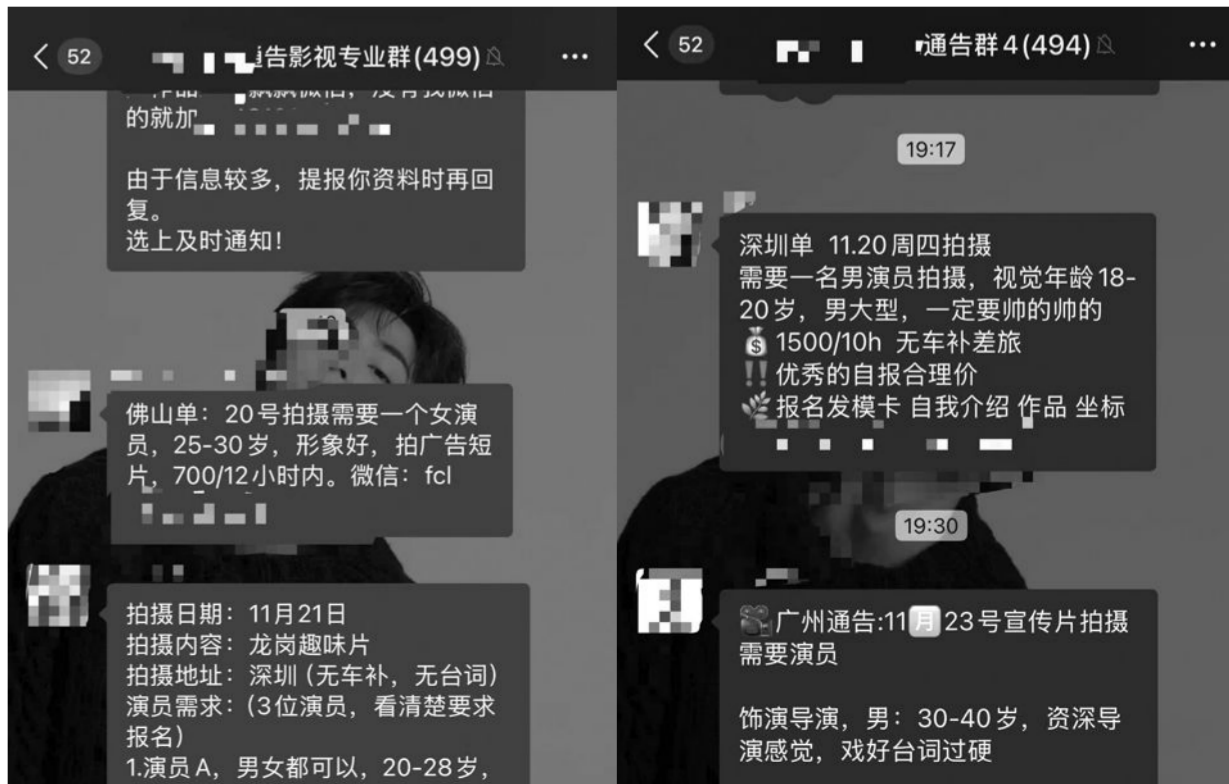 52
告影视专业群(499)
的就加
由于信息较多，提报你资料时再回
复。
选上及时通知！
佛山单：20号拍摄需要一个女演
员，25-30岁，形象好，拍广告短
片，700/12小时内。微信：fcl
拍摄日期：11月21日
拍摄内容：龙岗趣味片
拍摄地址：深圳（无车补，无台词）
演员需求：（3位演员，看清楚要求
报名）
1.演员A，男女都可以，20-28岁，
52
通告群4(494)
19:17
深圳单 11.20周四拍摄
需要一名男演员拍摄，视觉年龄18-
20岁，男大型，一定要帅的帅的
💰 1500/10h 无车补差旅
‼️ 优秀的自报合理价
🌿报名发模卡 自我介绍 作品 坐标
19:30
🎥广州通告:11🈷️23号宣传片拍摄
需要演员
饰演导演，男：30-40岁，资深导
演感觉，戏好台词过硬